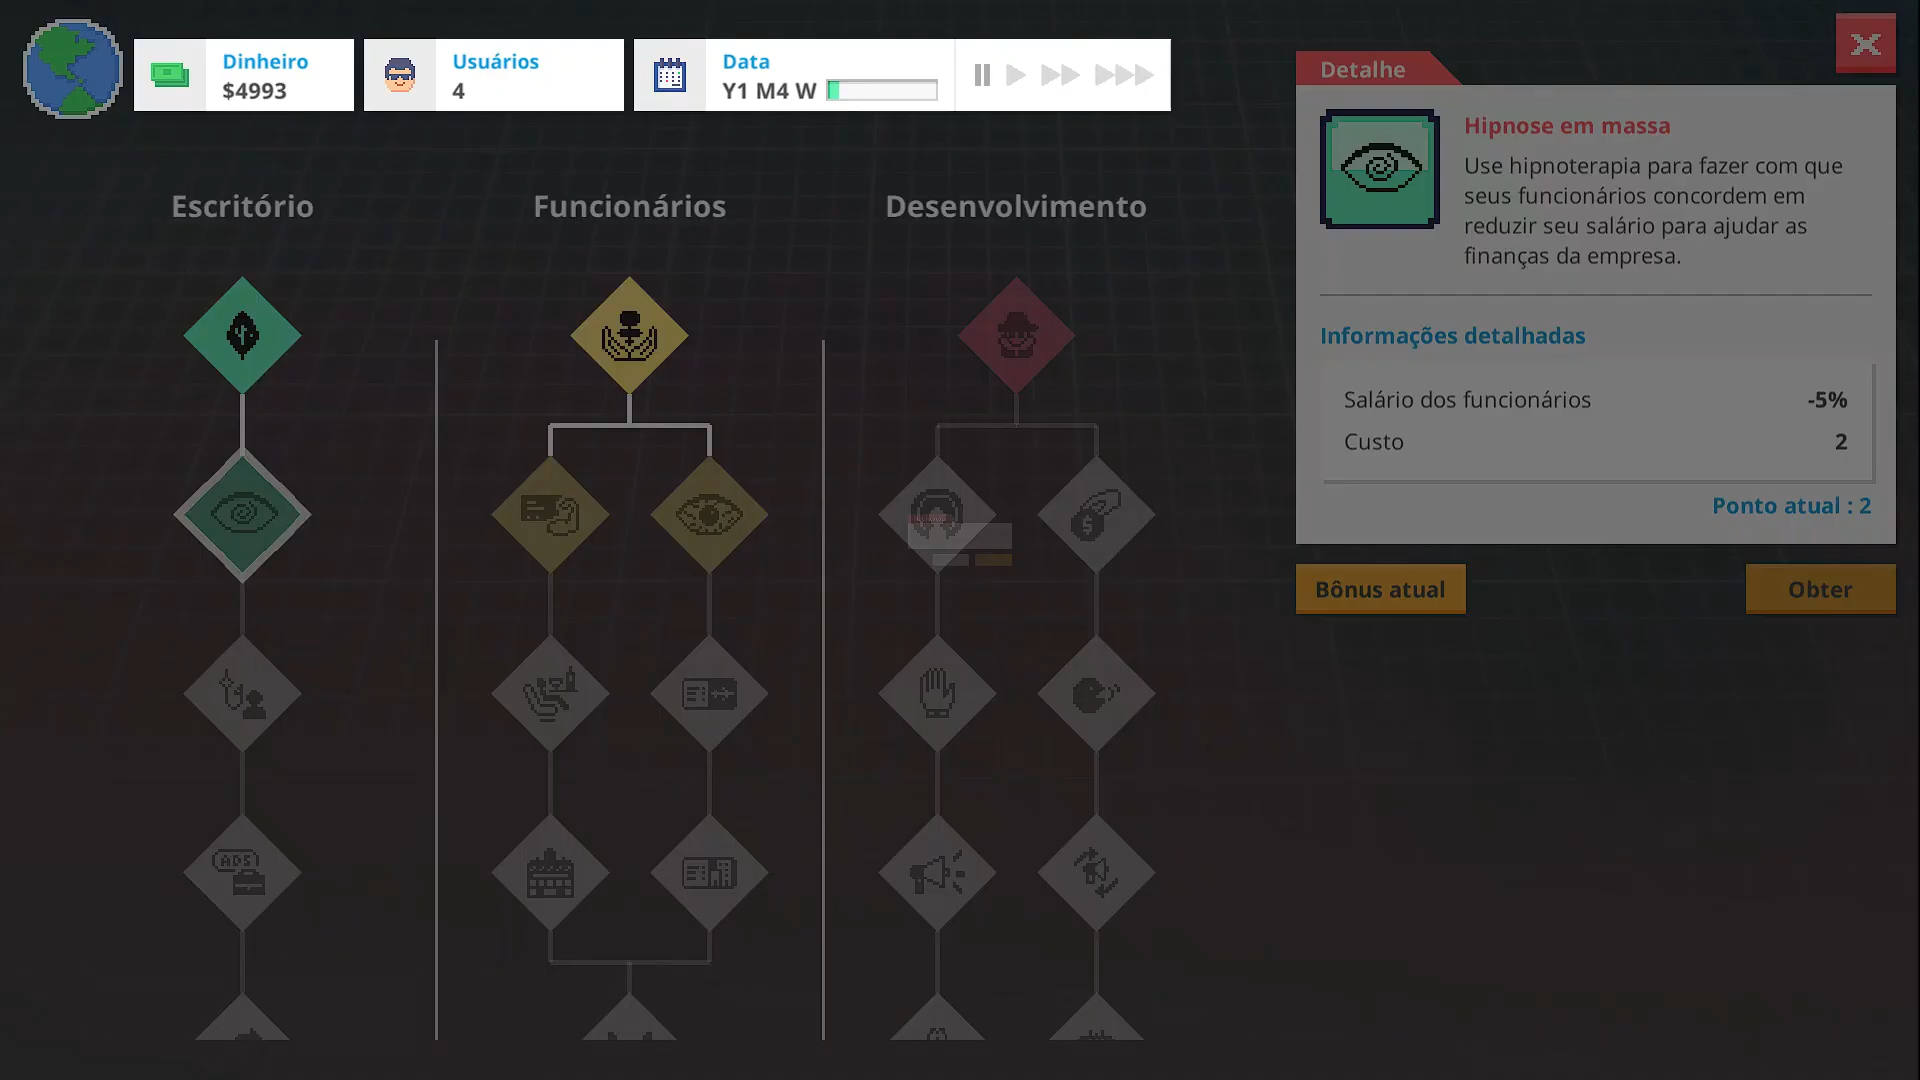 Dinheiro
$4993
Usuários
4
Data
Y1 M4 W
Escritório
Funcionários
Desenvolvimento
ADS
Detalhe
Hipnose em massa
Use hipnoterapia para fazer com que
seus funcionários concordem em
reduzir seu salário para ajudar as
finanças da empresa.
Informações detalhadas
Salário dos funcionários -5%
Custo 2
Ponto atual : 2
Bônus atual
Obter